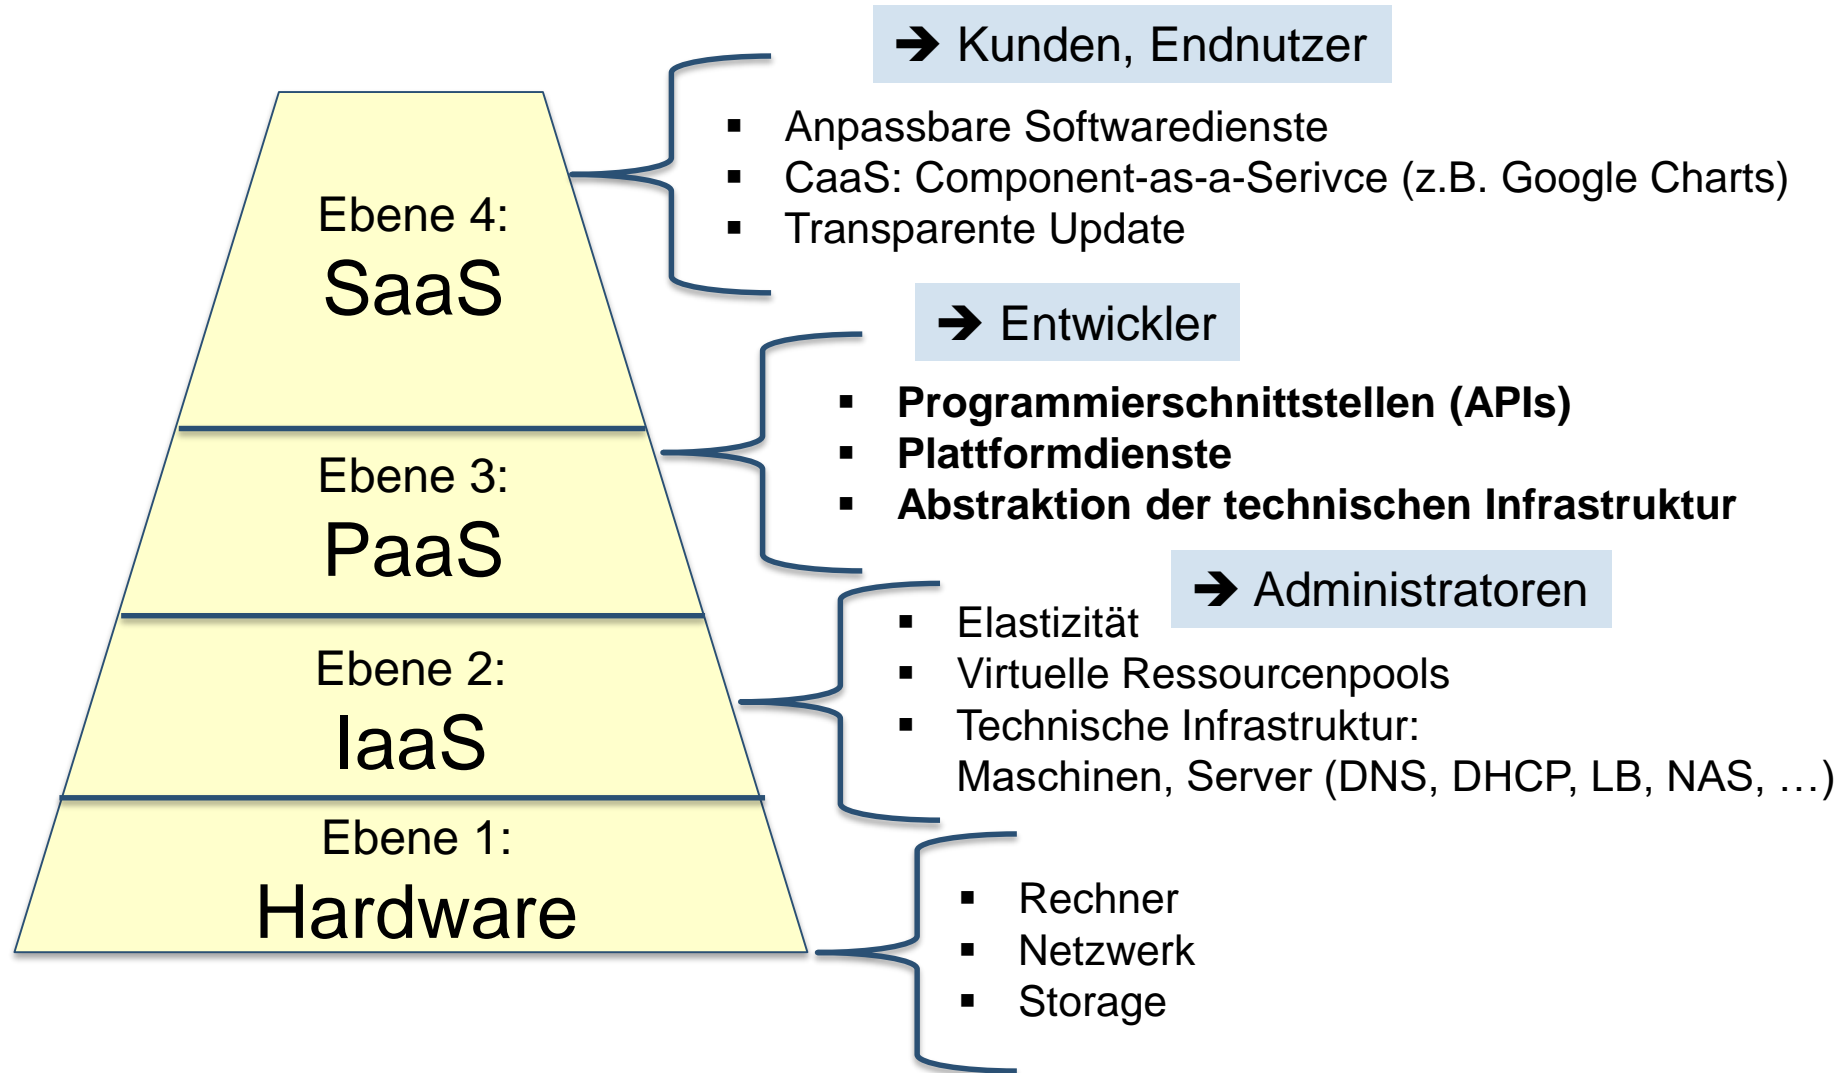 ➔ Kunden, Endnutzer
▪ Anpassbare Softwaredienste
▪ CaaS: Component-as-a-Serivce (z.B. Google Charts)
▪ Transparente Update
Ebene 4:
SaaS
➔ Entwickler
▪ Programmierschnittstellen (APIs)
▪ Plattformdienste
▪ Abstraktion der technischen Infrastruktur
Ebene 3:
PaaS
➔ Administratoren
▪ Elastizität
▪ Virtuelle Ressourcenpools
▪ Technische Infrastruktur:
Maschinen, Server (DNS, DHCP, LB, NAS, …)
Ebene 2:
IaaS
Ebene 1:
Hardware
▪ Rechner
▪ Netzwerk
▪ Storage